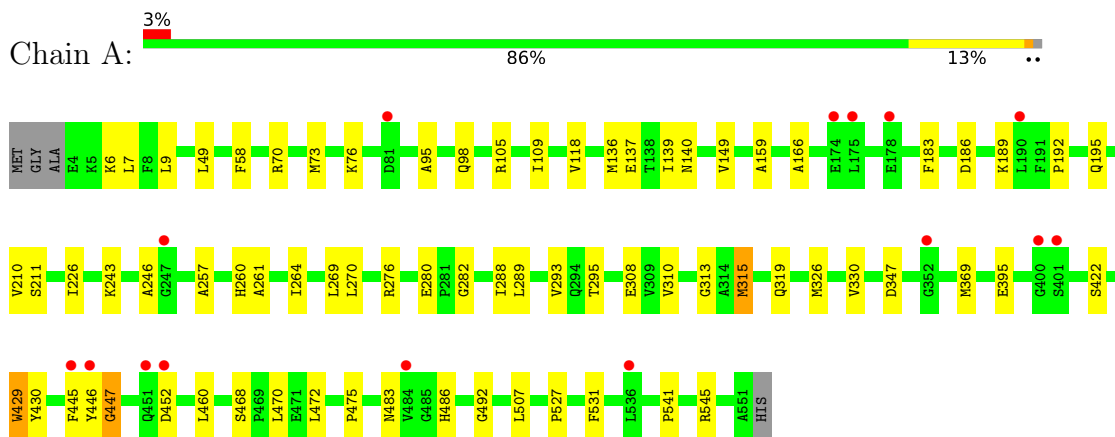 3%
Chain A:
86% 13% ••
MET GLY ALA E4 K5 K6 L7 F8 L9 L49 F58 R70 M73 K76 D81 A95 Q98 R105 I109 V118 M136 E137 T138 I139 N140 V149 A159 A166 E174 L175 E178 F183 D186 K189 L190 F191 P192 Q195
V210 S211 I226 K243 A246 G247 A257 H260 A261 I264 L269 L270 R276 E280 P281 G282 I288 L289 V293 Q294 T295 E308 V309 V310 G313 A314 M315 Q319 M326 V330 D347 G352 M369 E395 G400 S401 S422
W429 Y430 F445 Y446 G447 Q451 D452 L460 S468 P469 L470 E471 L472 P475 N483 V484 G485 H486 G492 L507 P527 F531 L536 P541 R545 A551 HIS